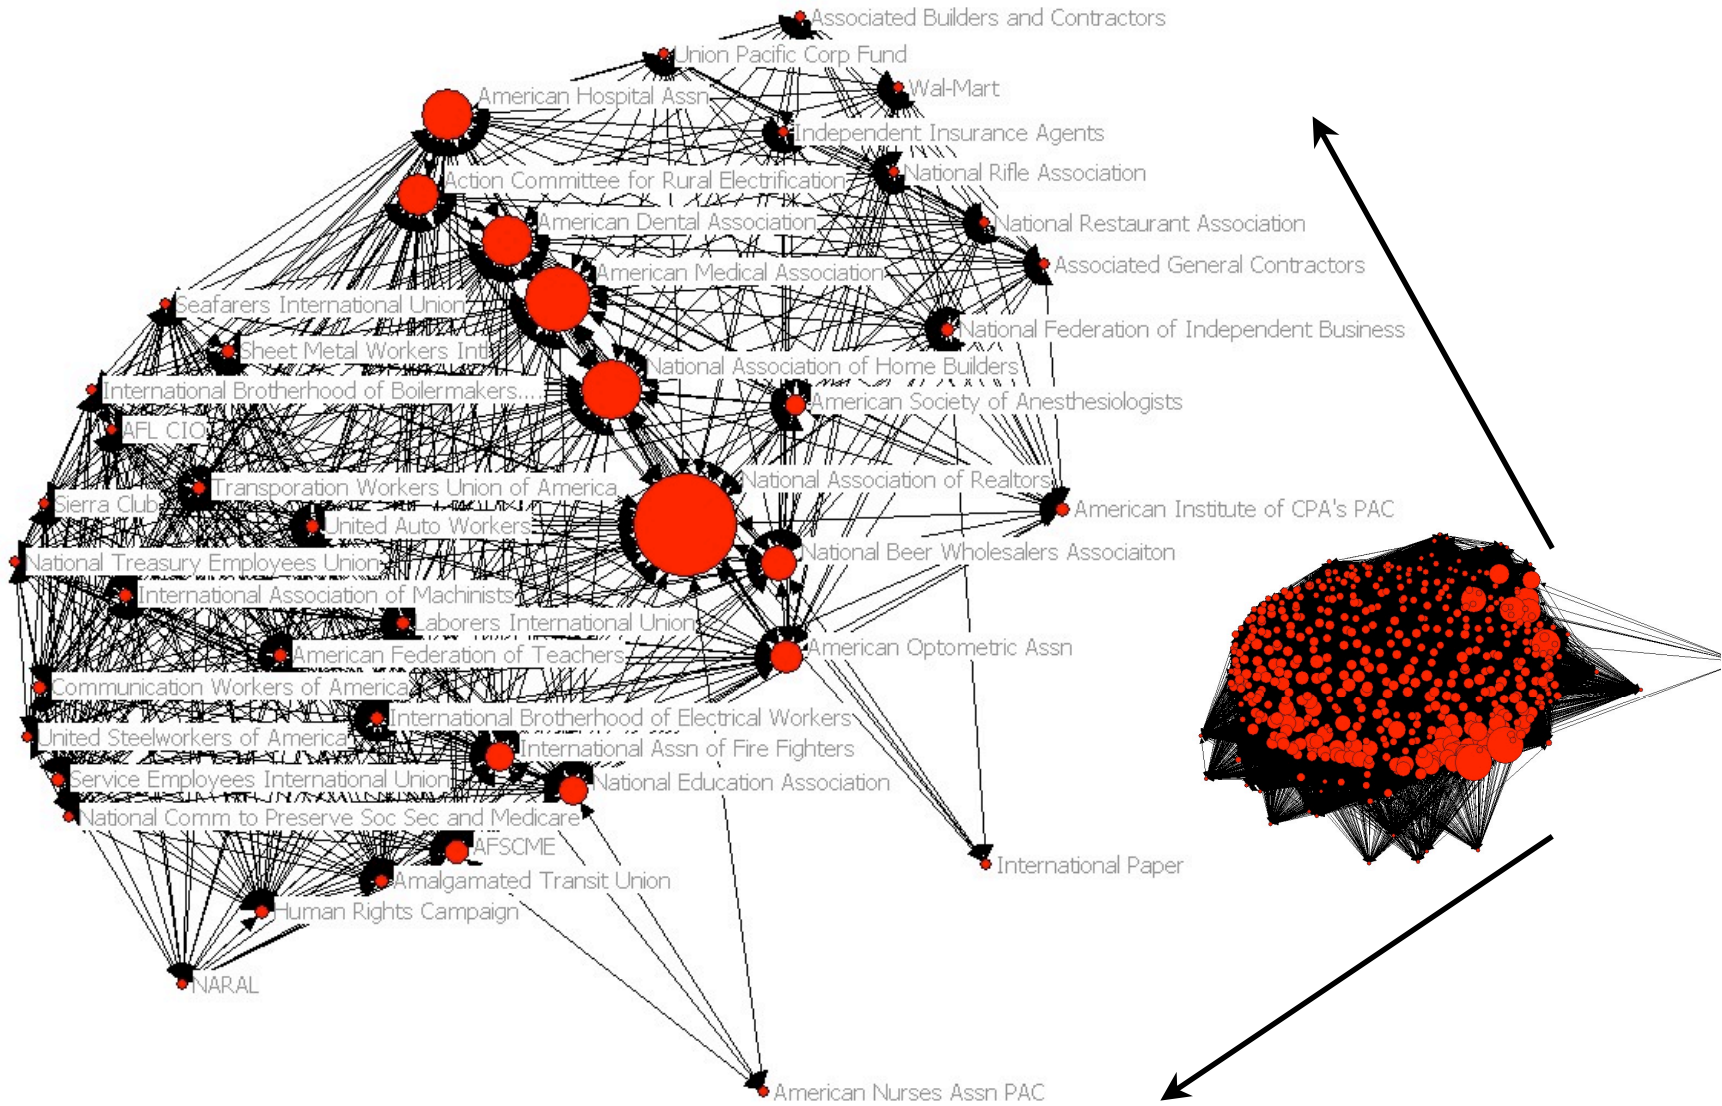 Associated Builders and Contractors
Union Pacific Corp Fund
Wal-Mart
American Hospital Assn
Independent Insurance Agents
National Rifle Association
Action Committee for Rural Electrification
American Dental Association
National Restaurant Association
Associated General Contractors
American Medical Association
Seafarers International Union
National Federation of Independent Business
Sheet Metal Workers Intl
National Association of Home Builders
International Brotherhood of Boilermakers....
American Society of Anesthesiologists
AFL CIO
National Association of Realtors
Transporation Workers Union of America
Sierra Club
American Institute of CPA's PAC
United Auto Workers
National Beer Wholesalers Associaiton
National Treasury Employees Union
International Association of Machinists
Laborers International Union
American Optometric Assn
American Federation of Teachers
Communication Workers of America
International Brotherhood of Electrical Workers
United Steelworkers of America
International Assn of Fire Fighters
Service Employees International Union
National Education Association
National Comm to Preserve Soc Sec and Medicare
AFSCME
International Paper
Amalgamated Transit Union
Human Rights Campaign
NARAL
American Nurses Assn PAC